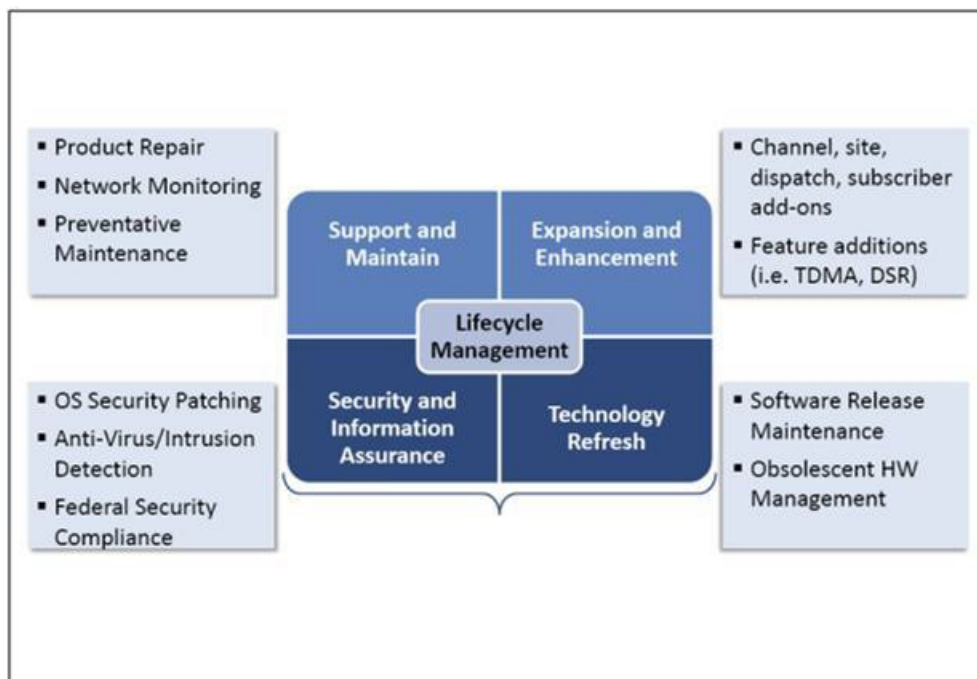 ▪ Product Repair
▪ Network Monitoring
▪ Preventative
Maintenance
Support and
Maintain
Expansion and
Enhancement
▪ Channel, site,
dispatch, subscriber
add-ons
▪ Feature additions
(i.e. TDMA, DSR)
Lifecycle
Management
▪ OS Security Patching
▪ Anti-Virus/Intrusion
Detection
▪ Federal Security
Compliance
Security and
Information
Assurance
Technology
Refresh
▪ Software Release
Maintenance
▪ Obsolescent HW
Management